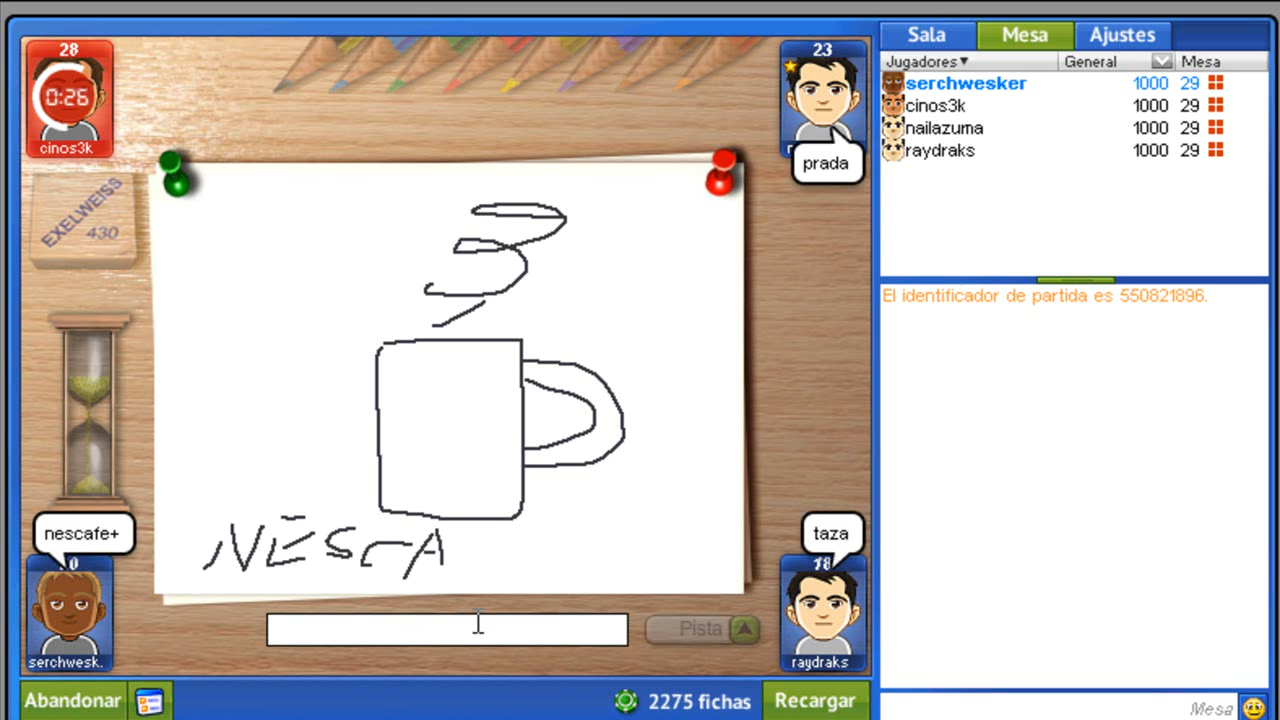 Sala Mesa Ajustes
Jugadores▼ General Mesa
serchwesker 1000 29
cinos3k 1000 29
nailazuma 1000 29
raydraks 1000 29
28
0:26
cinos3k
23
prada
EXELWEISS
430
El identificador de partida es 550821896.
nescafe+
taza
NESCA
serchwesk.
18
raydraks
Pista
Abandonar
2275 fichas
Recargar
Mesa